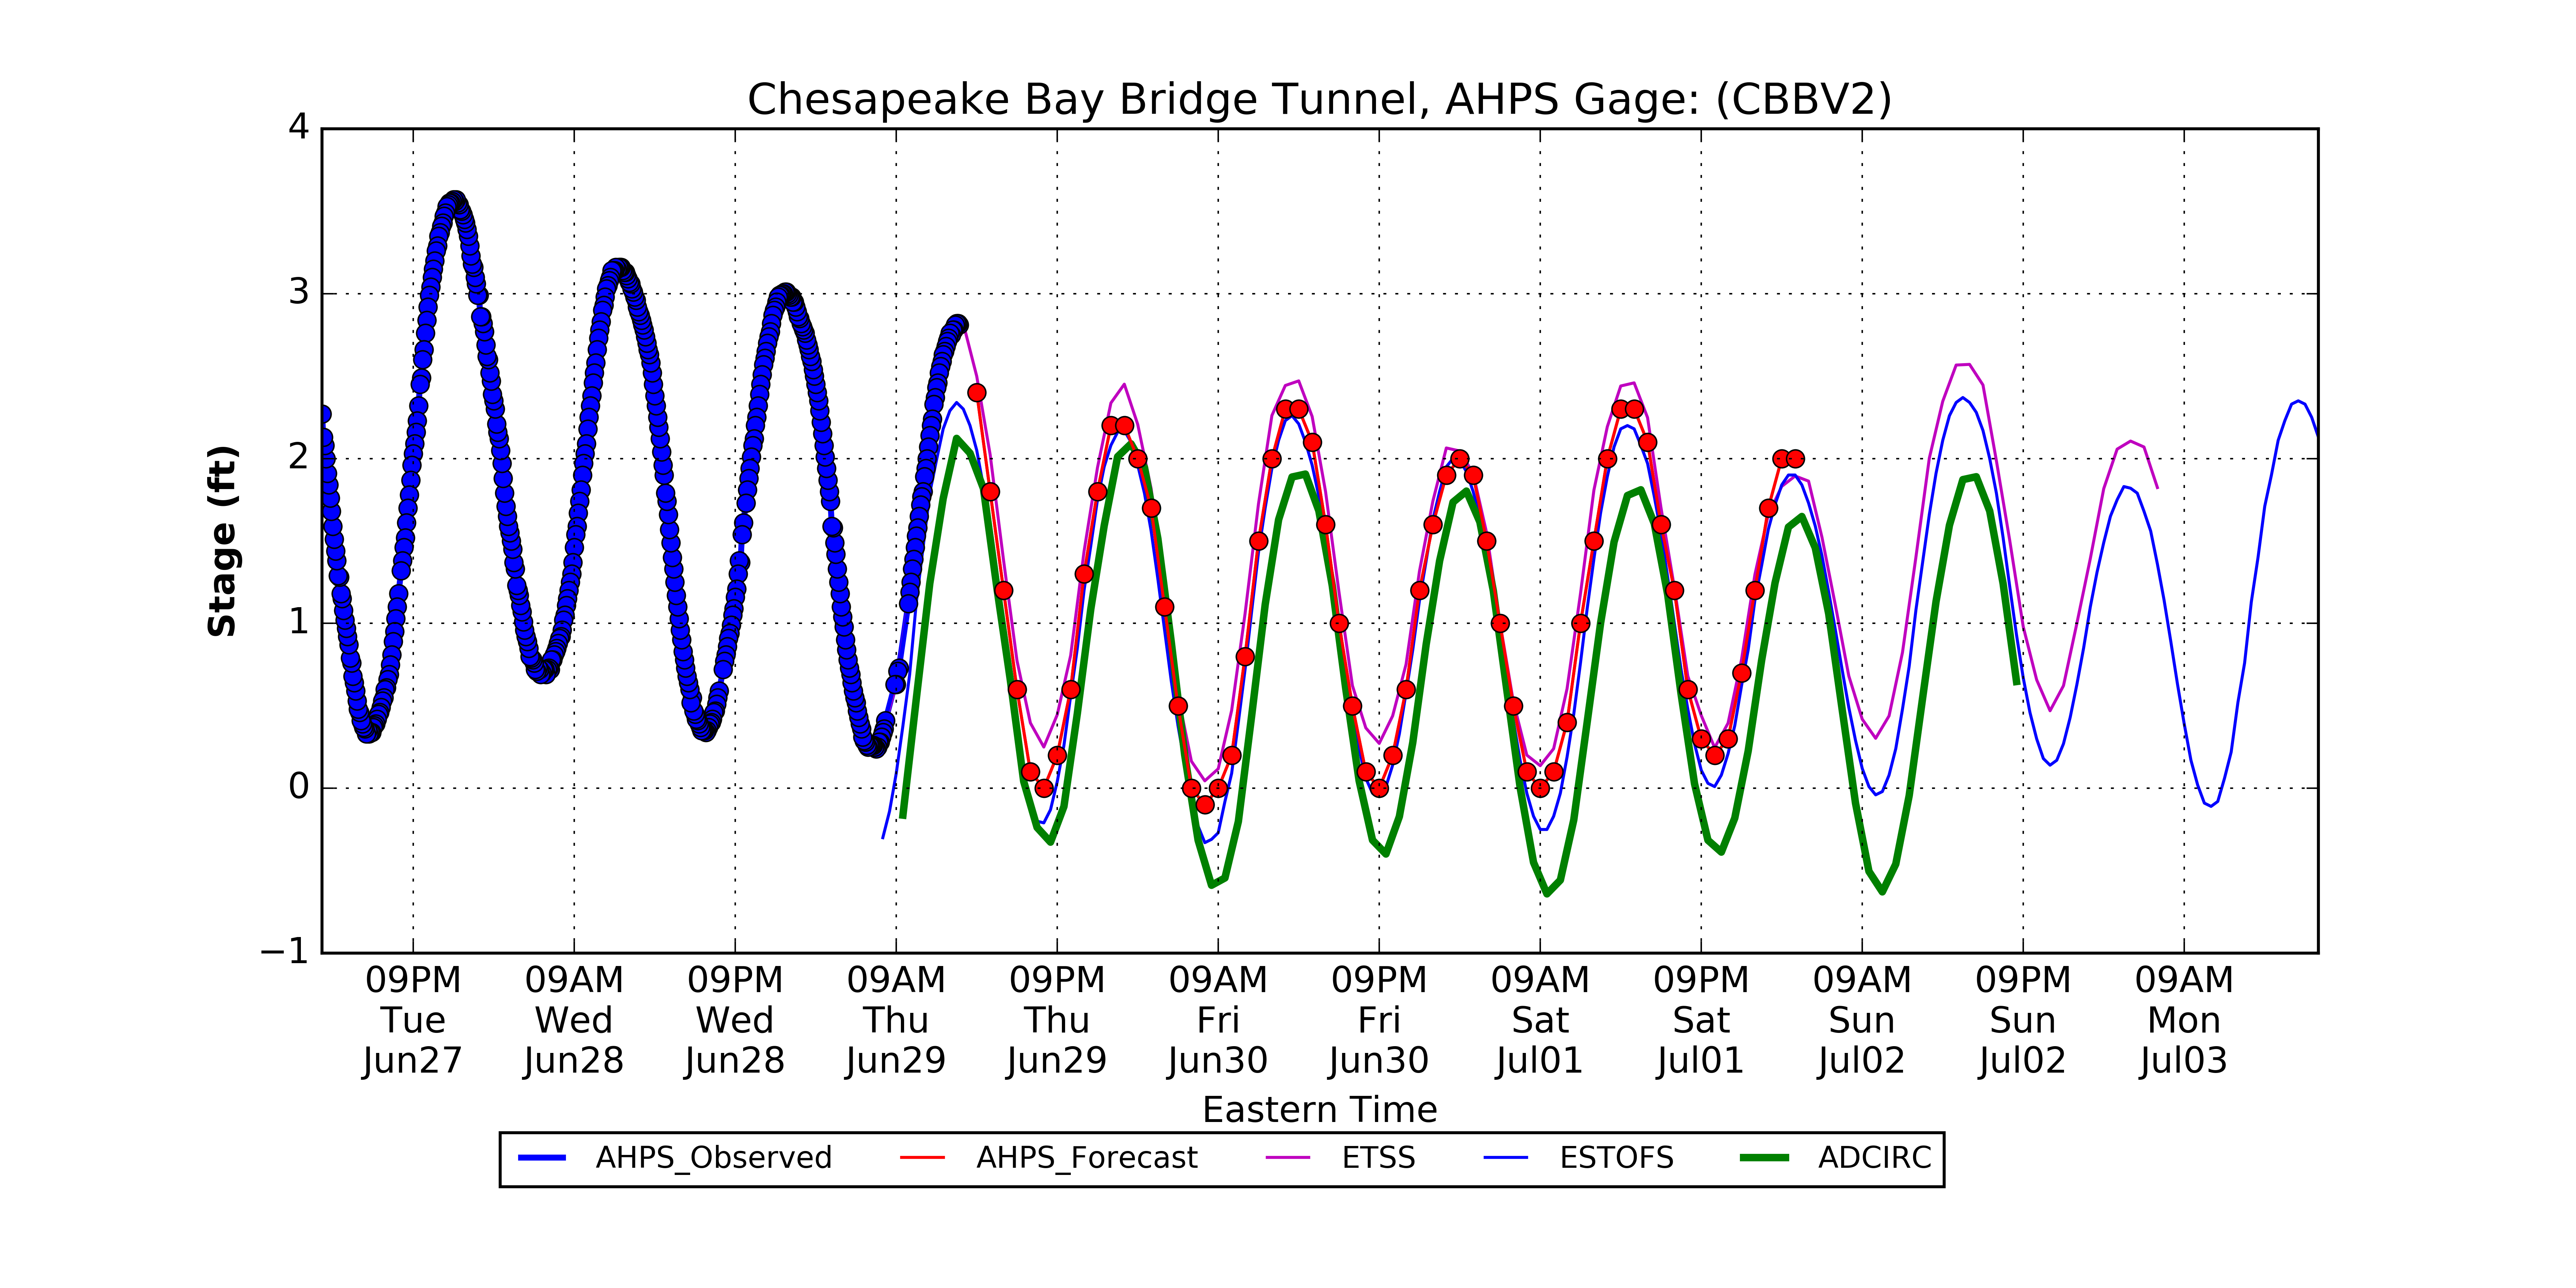 Chesapeake Bay Bridge Tunnel, AHPS Gage: (CBBV2)
4
3
2
1
0
−1
Stage (ft)
09PM 09AM 09PM 09AM 09PM 09AM 09PM 09AM 09PM 09AM 09PM 09AM
Tue Wed Wed Thu Thu Fri Fri Sat Sat Sun Sun Mon
Jun27 Jun28 Jun28 Jun29 Jun29 Jun30 Jun30 Jul01 Jul01 Jul02 Jul02 Jul03
Eastern Time
AHPS_Observed AHPS_Forecast ETSS ESTOFS ADCIRC